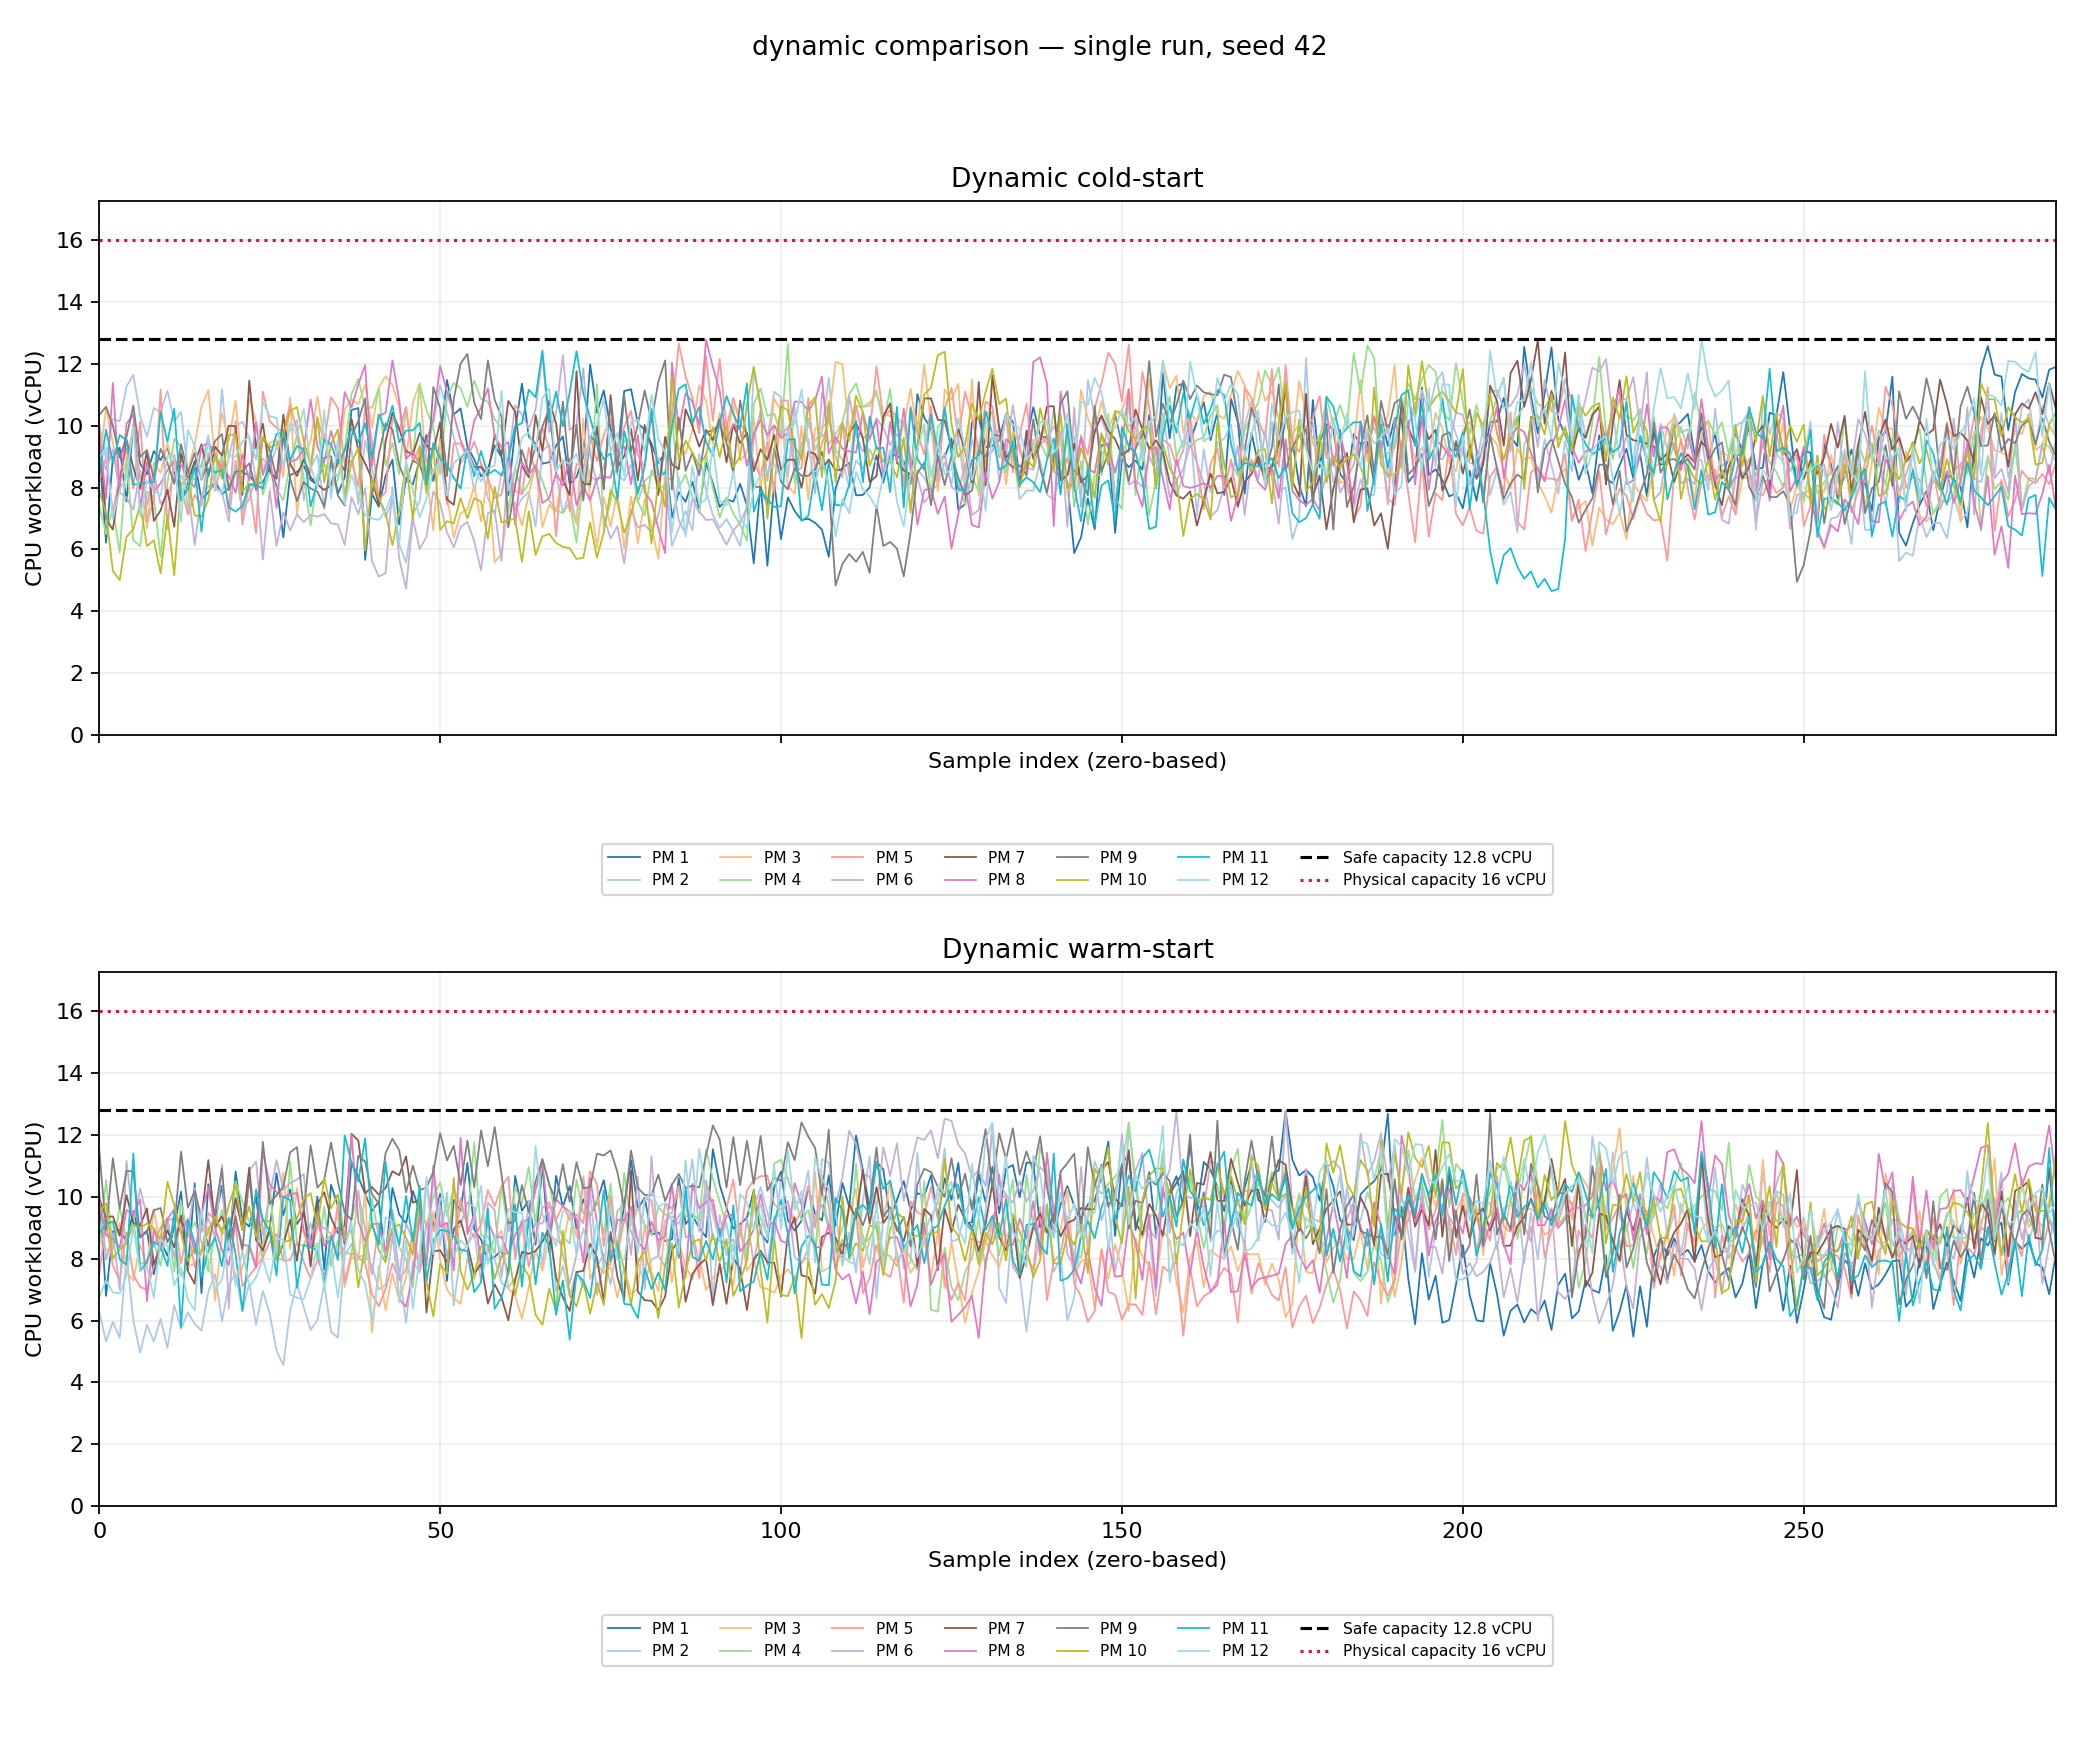 dynamic comparison — single run, seed 42
Dynamic cold-start
16
14
12
10
8
6
4
2
0
CPU workload (vCPU)
Sample index (zero-based)
PM 1 PM 3 PM 5 PM 7 PM 9 PM 11 Safe capacity 12.8 vCPU
PM 2 PM 4 PM 6 PM 8 PM 10 PM 12 Physical capacity 16 vCPU
Dynamic warm-start
16
14
12
10
8
6
4
2
0
CPU workload (vCPU)
0 50 100 150 200 250
Sample index (zero-based)
PM 1 PM 3 PM 5 PM 7 PM 9 PM 11 Safe capacity 12.8 vCPU
PM 2 PM 4 PM 6 PM 8 PM 10 PM 12 Physical capacity 16 vCPU